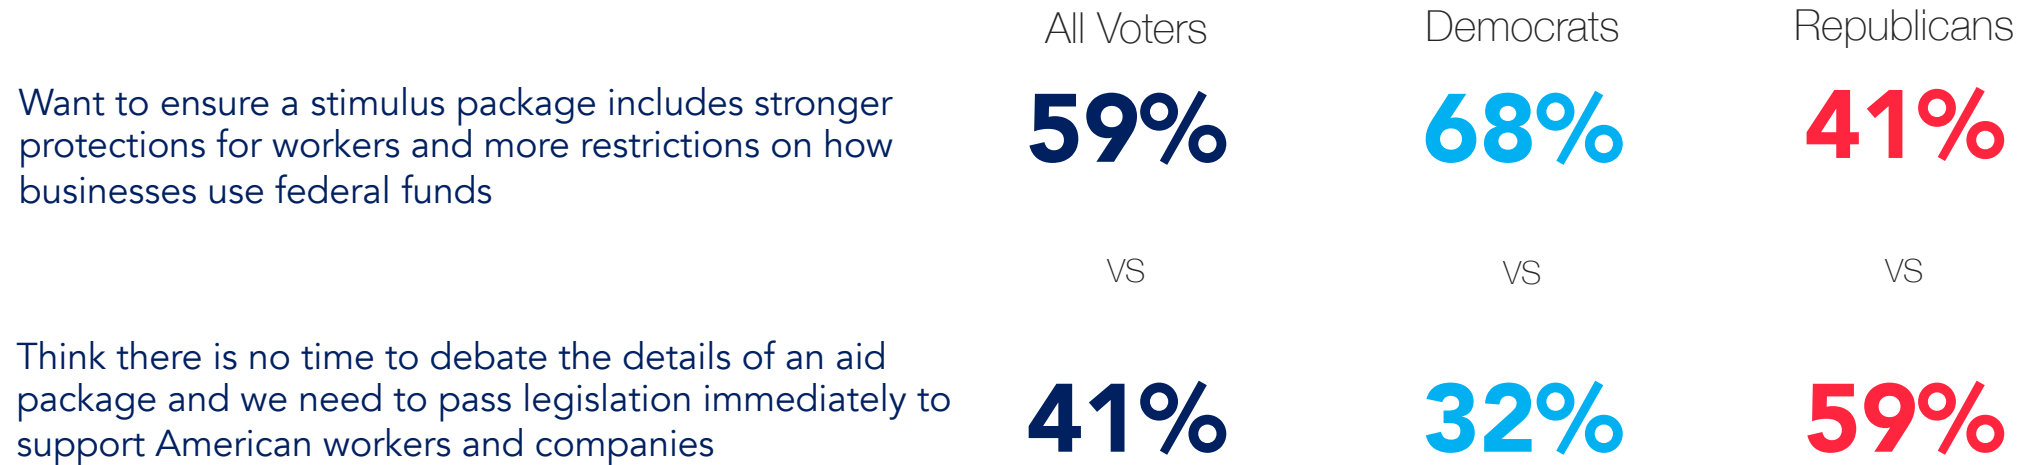 All Voters Democrats Republicans
Want to ensure a stimulus package includes stronger
protections for workers and more restrictions on how
businesses use federal funds
59% 68% 41%
vs vs vs
Think there is no time to debate the details of an aid
package and we need to pass legislation immediately to
support American workers and companies
41% 32% 59%